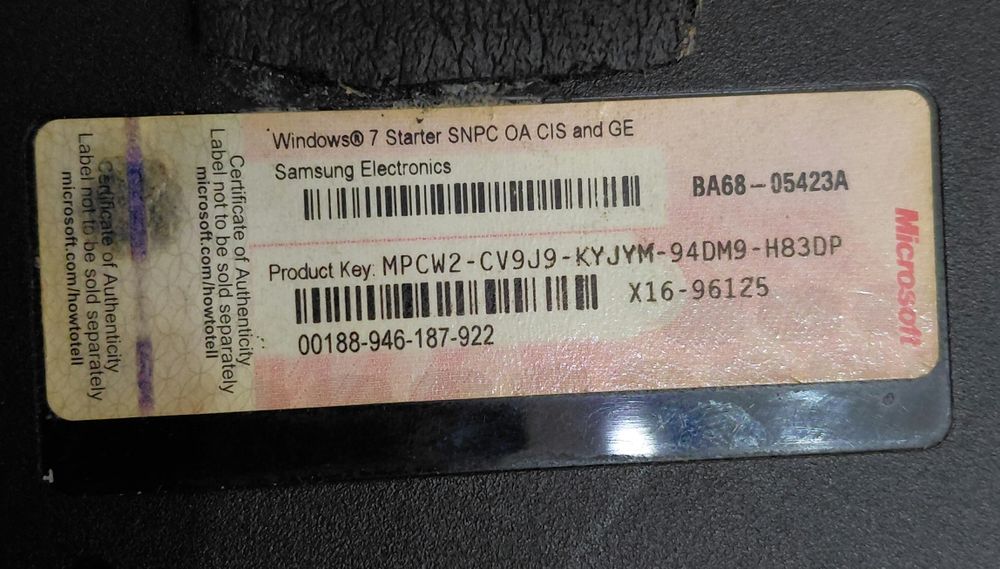 Windows® 7 Starter SNPC OA CIS and GE
Samsung Electronics
BA68-05423A
Product Key: MPCW2-CV9J9-KYJYM-94DM9-H83DP
X16-96125
00188-946-187-922
Microsoft
Certificate of Authenticity
Label not to be sold separately
microsoft.com/howtotell
Certificate of Authenticity
Label not to be sold separately
microsoft.com/howtotell